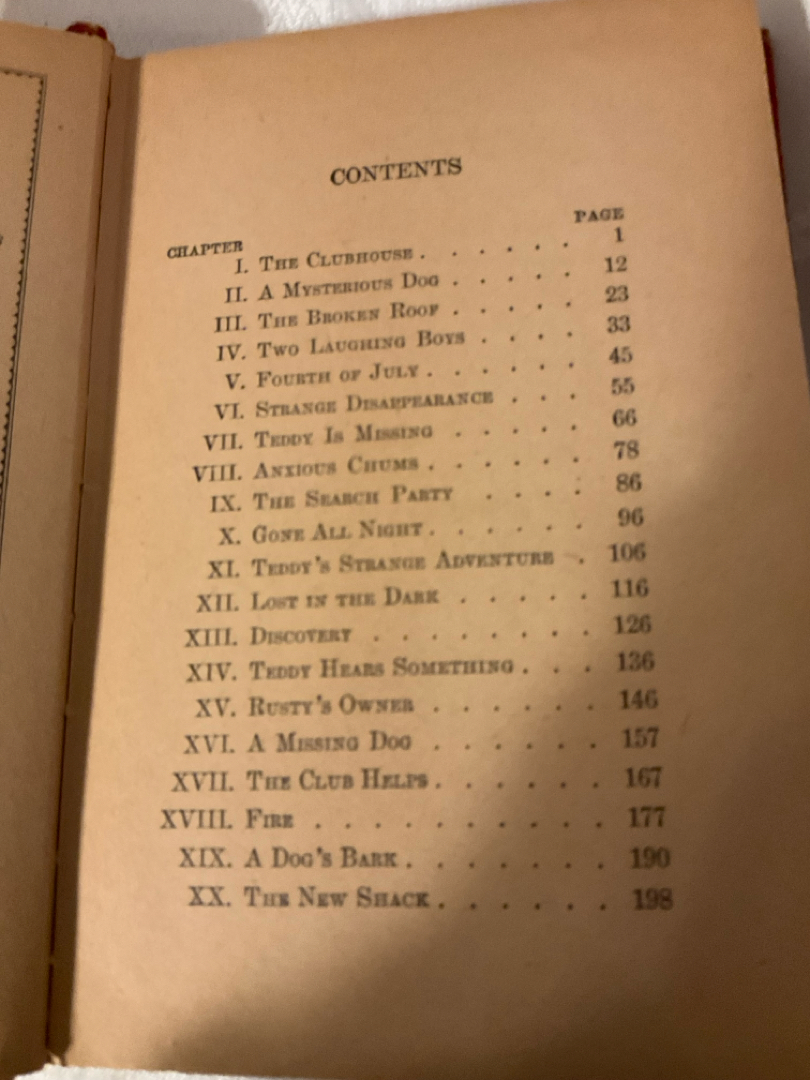 CONTENTS
CHAPTER PAGE
I. THE CLUBHOUSE . . . . . . 1
II. A MYSTERIOUS DOG . . . . . 12
III. THE BROKEN ROOF . . . . . 23
IV. TWO LAUGHING BOYS . . . . 33
V. FOURTH OF JULY . . . . . . 45
VI. STRANGE DISAPPEARANCE . . . 55
VII. TEDDY IS MISSING . . . . . 66
VIII. ANXIOUS CHUMS . . . . . . 78
IX. THE SEARCH PARTY . . . . 86
X. GONE ALL NIGHT . . . . . . 96
XI. TEDDY'S STRANGE ADVENTURE . 106
XII. LOST IN THE DARK . . . . . 116
XIII. DISCOVERY . . . . . . . . 126
XIV. TEDDY HEARS SOMETHING . . . 136
XV. RUSTY'S OWNER . . . . . . 146
XVI. A MISSING DOG . . . . . . 157
XVII. THE CLUB HELPS . . . . . . 167
XVIII. FIRE . . . . . . . . . . 177
XIX. A DOG'S BARK . . . . . . . 190
XX. THE NEW SHACK . . . . . . 198